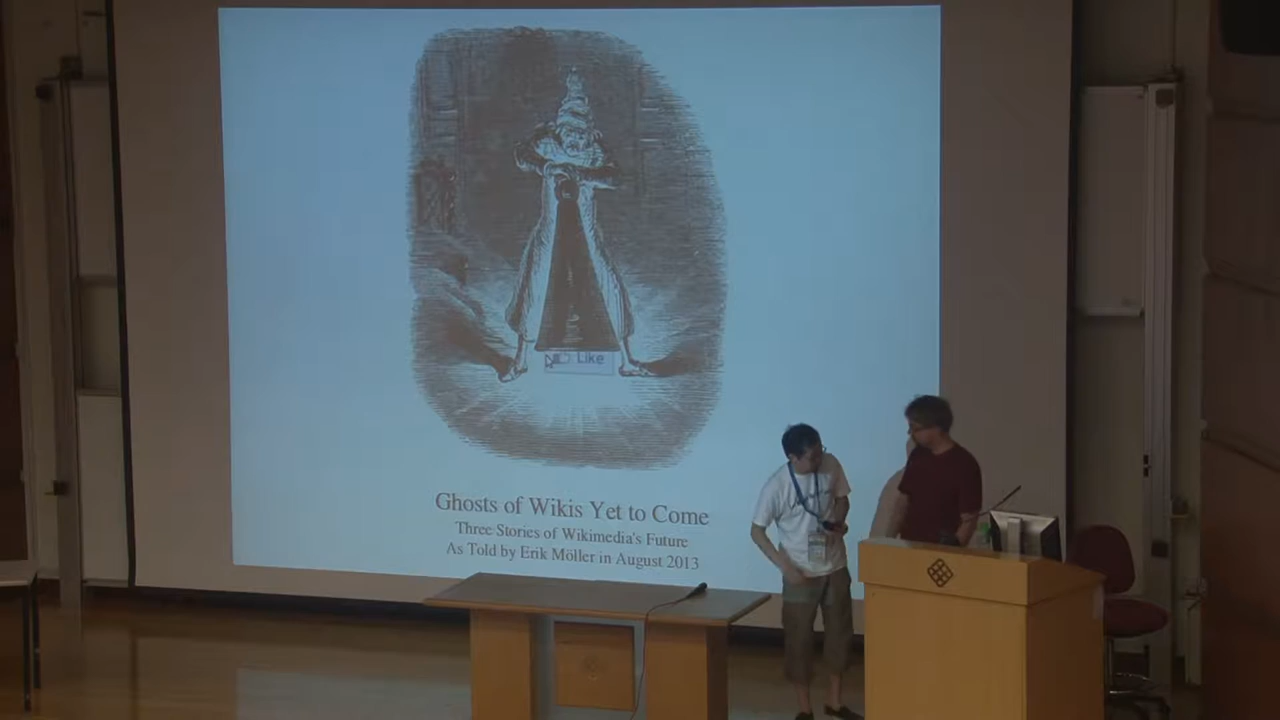 Like
Ghosts of Wikis Yet to Come
Three Stories of Wikimedia's Future
As Told by Erik Möller in August 2013